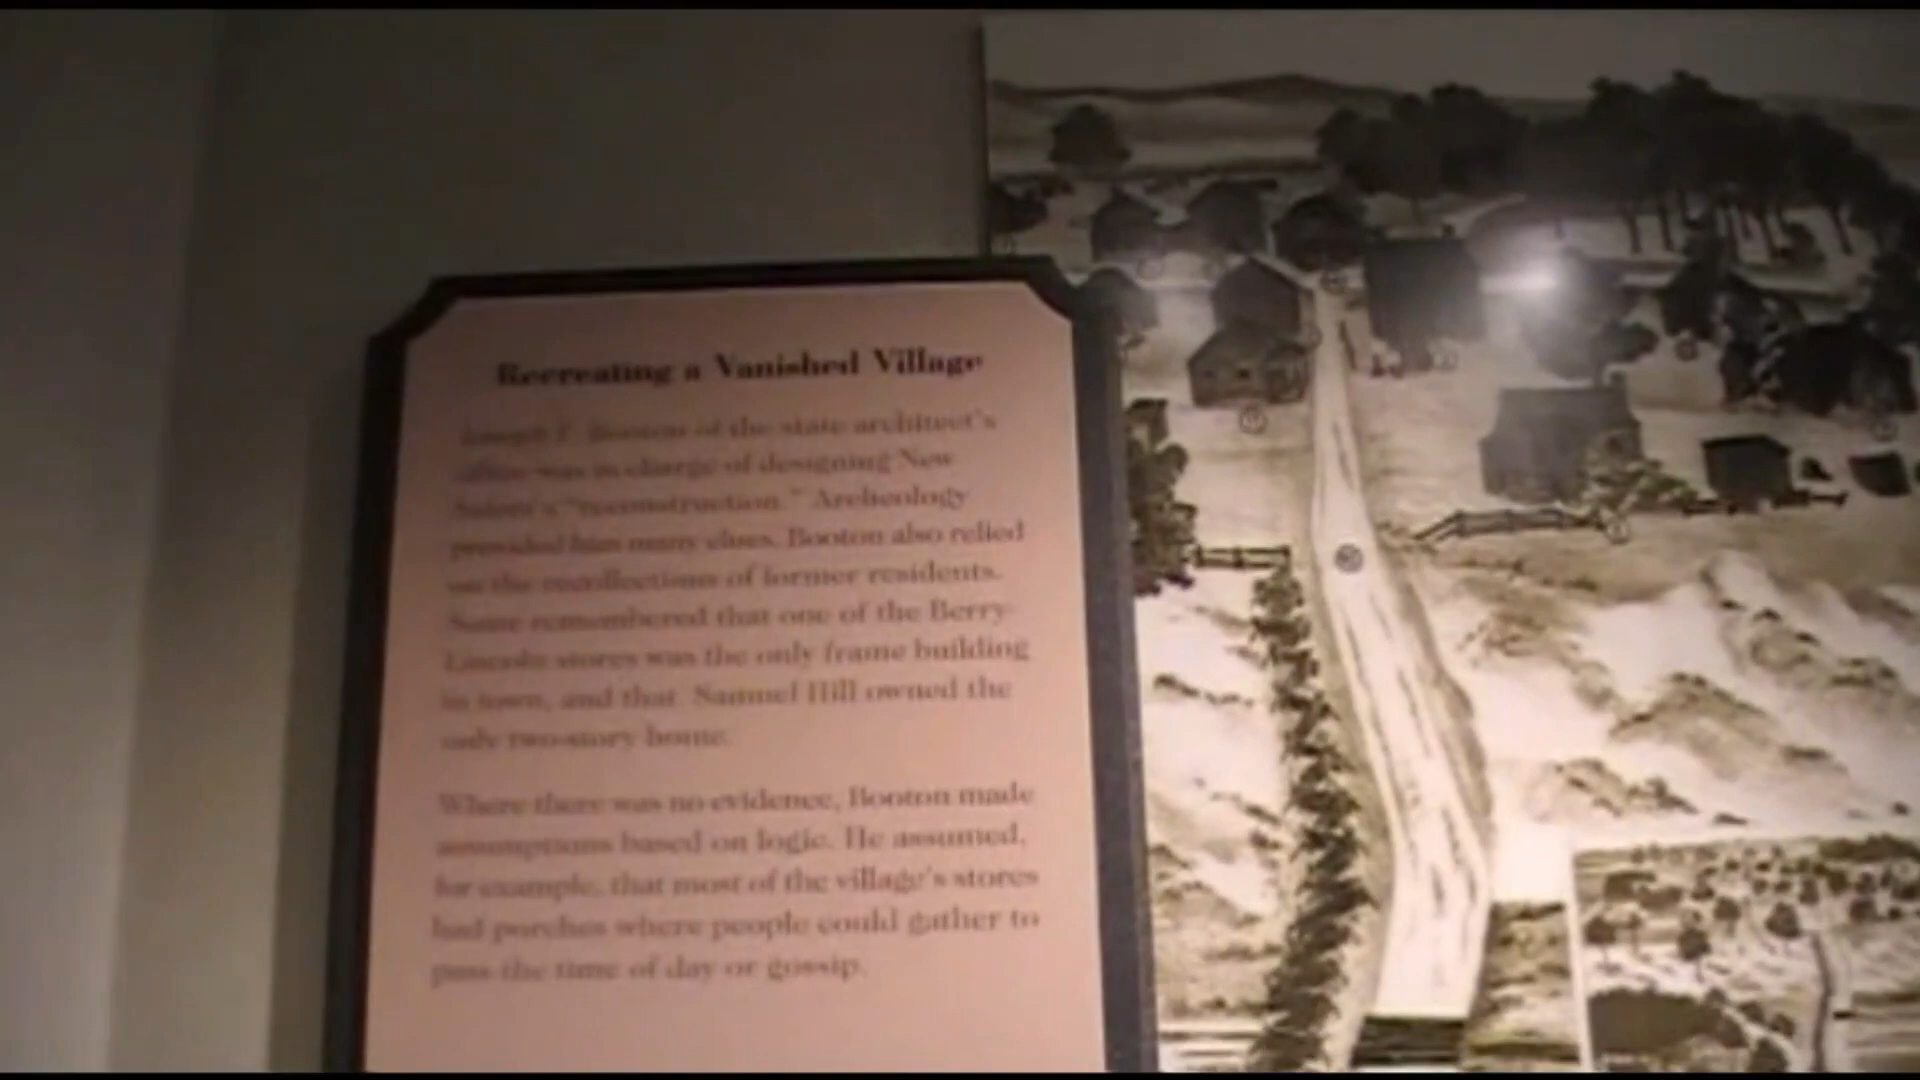 Recreating a Vanished Village
Joseph F. Booton of the state architect's
office was in charge of designing New
Salem's "reconstruction." Archeology
provided him many clues. Booton also relied
on the recollections of former residents.
Some remembered that one of the Berry-
Lincoln stores was the only frame building
in town, and that Samuel Hill owned the
only two-story home.
Where there was no evidence, Booton made
assumptions based on logic. He assumed,
for example, that most of the village's stores
had porches where people could gather to
pass the time of day or gossip.